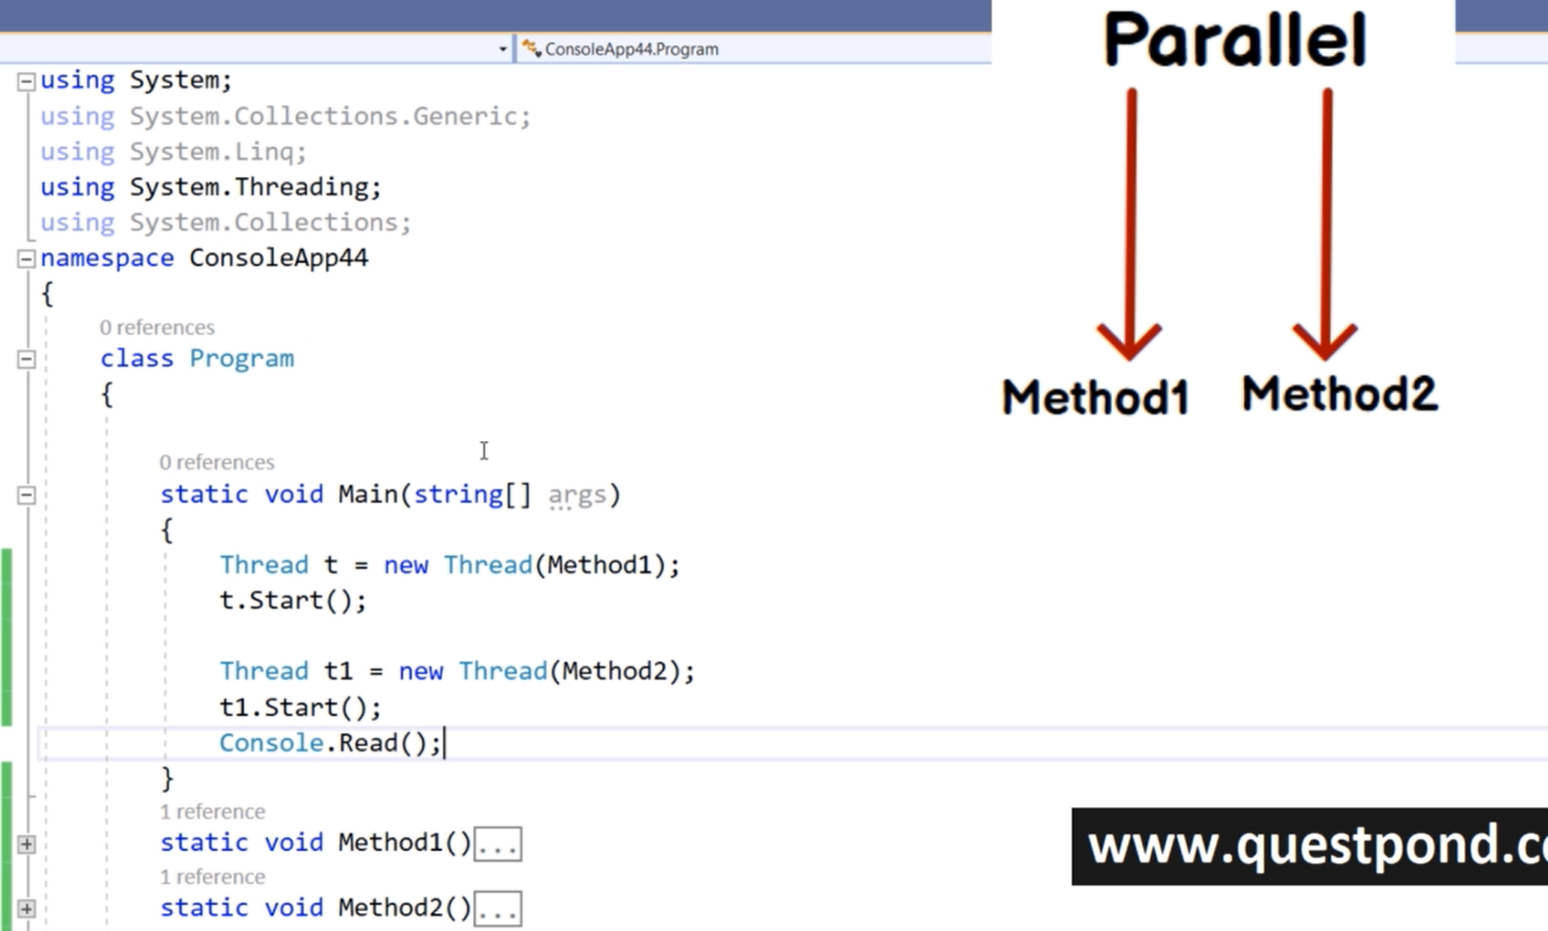 ConsoleApp44.Program
Parallel
Method1 Method2
using System;
using System.Collections.Generic;
using System.Linq;
using System.Threading;
using System.Collections;
namespace ConsoleApp44
{
0 references
class Program
{
0 references
static void Main(string[] args)
{
Thread t = new Thread(Method1);
t.Start();
Thread t1 = new Thread(Method2);
t1.Start();
Console.Read();
}
1 reference
static void Method1()...
1 reference
static void Method2()...
www.questpond.c